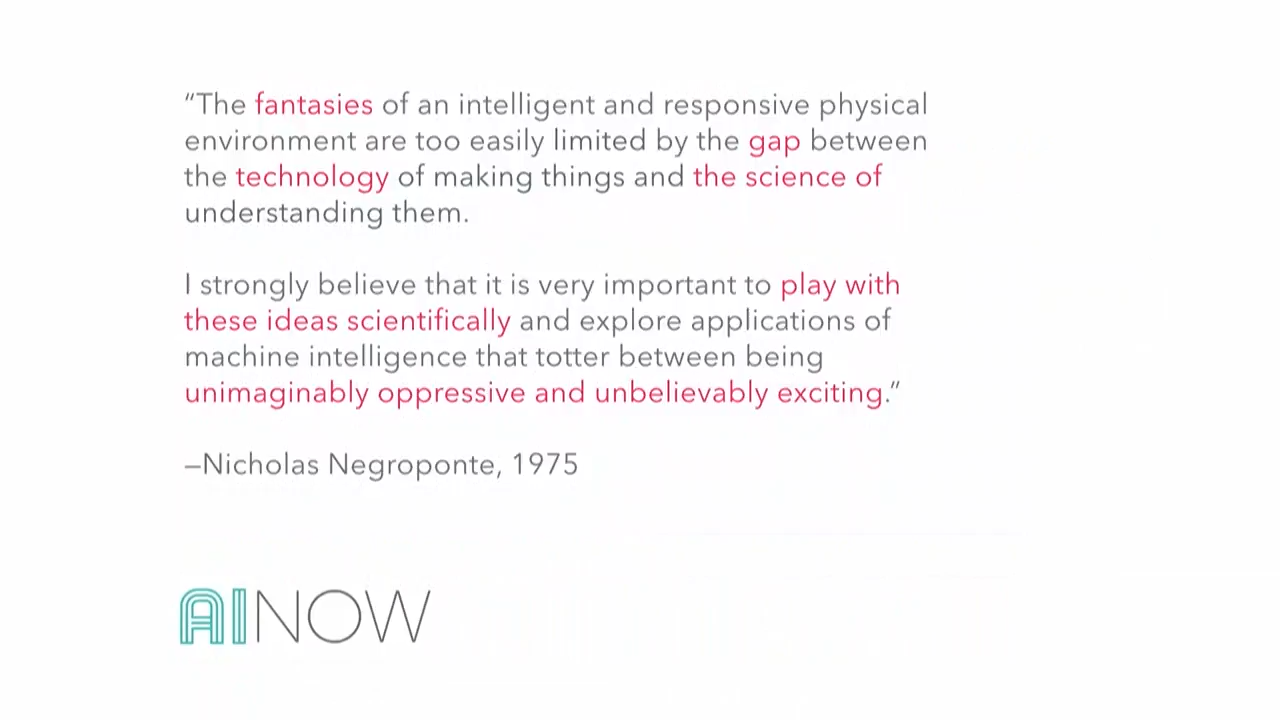 “The fantasies of an intelligent and responsive physical
environment are too easily limited by the gap between
the technology of making things and the science of
understanding them.
I strongly believe that it is very important to play with
these ideas scientifically and explore applications of
machine intelligence that totter between being
unimaginably oppressive and unbelievably exciting.”
–Nicholas Negroponte, 1975
AINOW